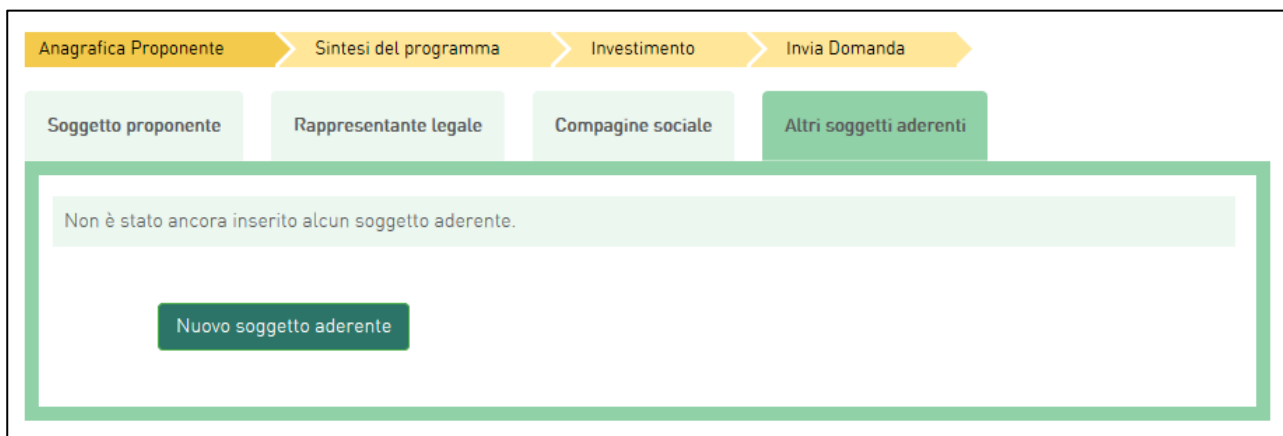 Anagrafica Proponente Sintesi del programma Investimento Invia Domanda
Soggetto proponente Rappresentante legale Compagine sociale Altri soggetti aderenti
Non è stato ancora inserito alcun soggetto aderente.
Nuovo soggetto aderente